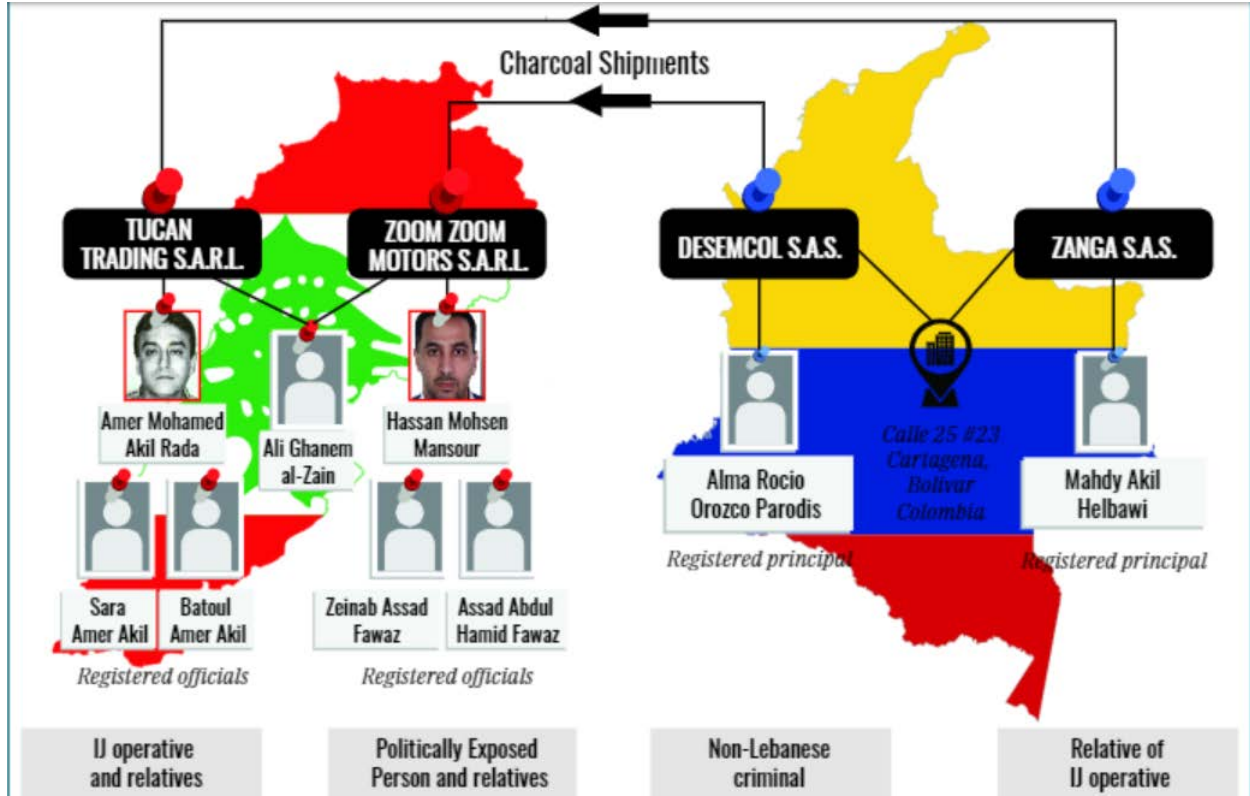 Charcoal Shipments
TUCAN
TRADING S.A.R.L.
ZOOM ZOOM
MOTORS S.A.R.L.
DESEMCOL S.A.S.
ZANGA S.A.S.
Amer Mohamed
Akil Rada
Ali Ghanem
al-Zain
Hassan Mohsen
Mansour
Calle 25 #23
Cartagena,
Bolivar
Colombia
Alma Rocio
Orozco Parodis
Mahdy Akil
Helbawi
Registered principal
Registered principal
Sara
Amer Akil
Batoul
Amer Akil
Zeinab Assad
Fawaz
Assad Abdul
Hamid Fawaz
Registered officials
Registered officials
IJ operative
and relatives
Politically Exposed
Person and relatives
Non-Lebanese
criminal
Relative of
IJ operative